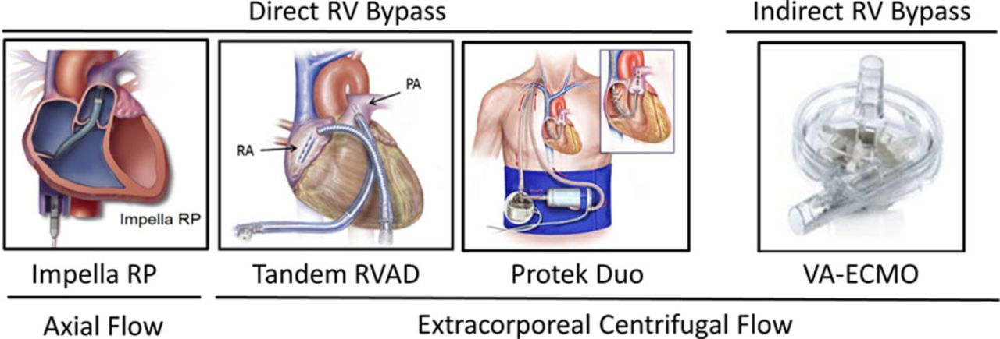 Direct RV Bypass
Indirect RV Bypass
Impella RP
PA
RA
Impella RP
Tandem RVAD
Protek Duo
VA-ECMO
Axial Flow
Extracorporeal Centrifugal Flow